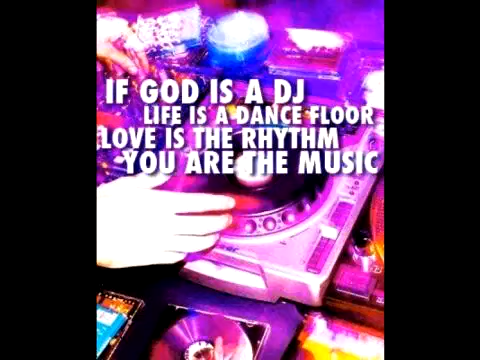 IF GOD IS A DJ
LIFE IS A DANCE FLOOR
LOVE IS THE RHYTHM
YOU ARE THE MUSIC